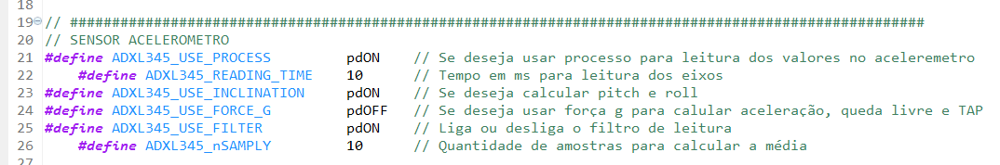 18
19 // ######################################################################################################
20 // SENSOR ACELEROMETRO
21 #define ADXL345_USE_PROCESS pdON // Se deseja usar processo para leitura dos valores no aceleremetro
22 #define ADXL345_READING_TIME 10 // Tempo em ms para leitura dos eixos
23 #define ADXL345_USE_INCLINATION pdON // Se deseja calcular pitch e roll
24 #define ADXL345_USE_FORCE_G pdOFF // Se deseja usar força g para calular aceleração, queda livre e TAP
25 #define ADXL345_USE_FILTER pdON // Liga ou desliga o filtro de leitura
26 #define ADXL345_nSAMPLY 10 // Quantidade de amostras para calcular a média
27